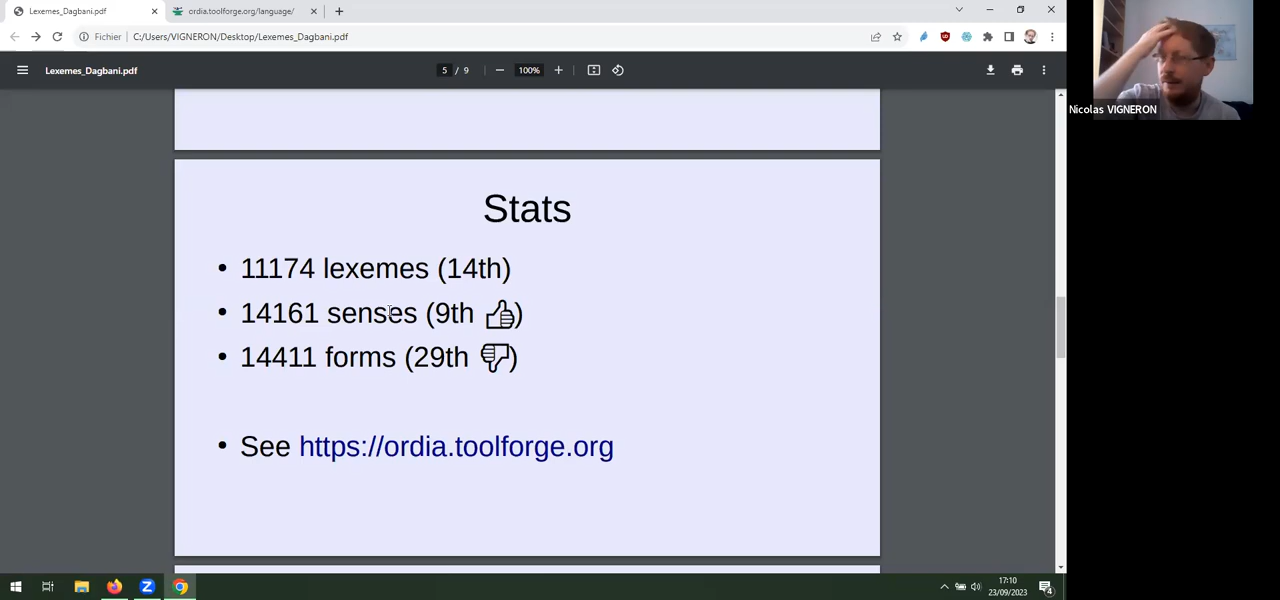 Lexemes_Dagbani.pdf
ordia.toolforge.org/language/
Fichier C:/Users/VIGNERON/Desktop/Lexemes_Dagbani.pdf
Lexemes_Dagbani.pdf
5 / 9
100%
Nicolas VIGNERON
Stats
• 11174 lexemes (14th)
• 14161 senses (9th 👍)
• 14411 forms (29th 👎)
• See https://ordia.toolforge.org
17:10
23/09/2023
4